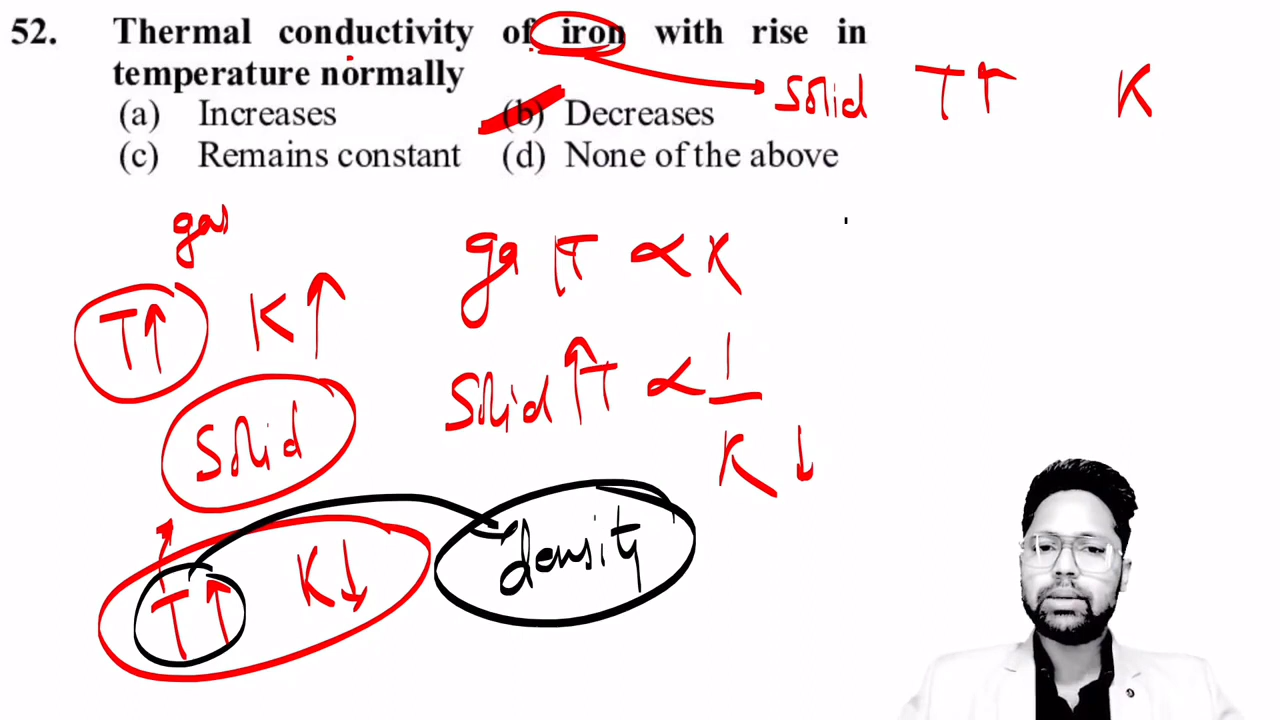 52. Thermal conductivity of iron with rise in
temperature normally
(a) Increases (b) Decreases
(c) Remains constant (d) None of the above
Solid T↑ K
gas
T↑ K↑
ga ↑T ∝ K
Solid
Solid ↑T ∝ 1/K ↓
T↑ K↓
density